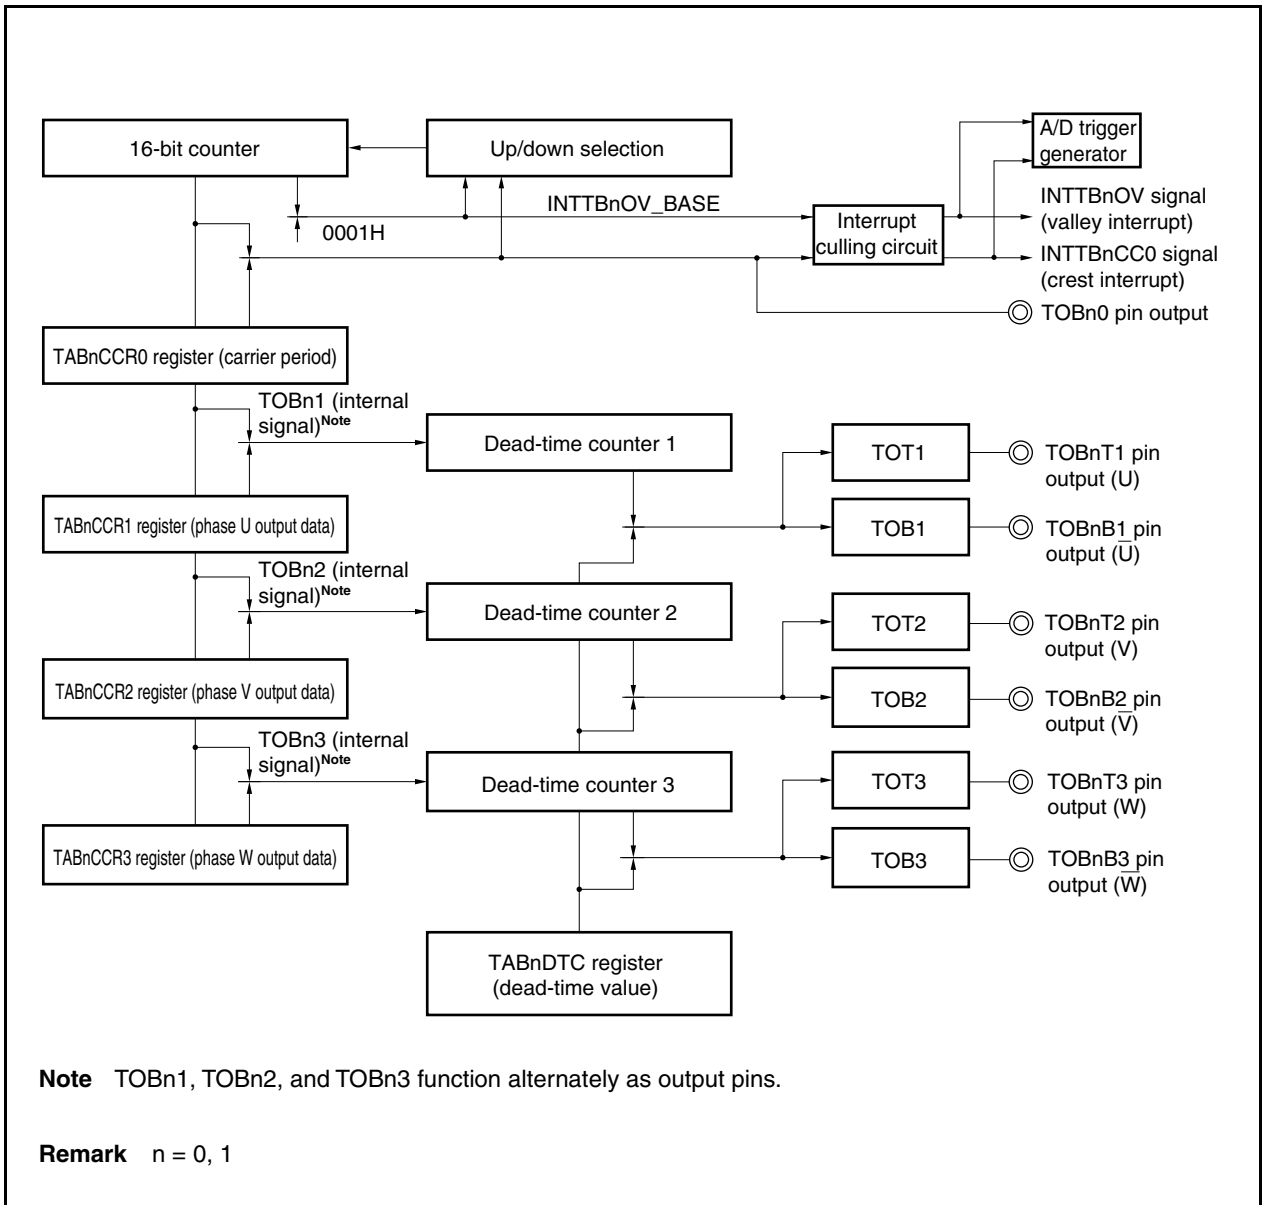 16-bit counter
Up/down selection
A/D trigger
generator
INTTBnOV_BASE
0001H
Interrupt
culling circuit
INTTBnOV signal
(valley interrupt)
INTTBnCC0 signal
(crest interrupt)
TOBn0 pin output
TABnCCR0 register (carrier period)
TOBn1 (internal
signal)Note
Dead-time counter 1
TOT1
TOBnT1 pin
output (U)
TABnCCR1 register (phase U output data)
TOB1
TOBnB1 pin
output (U̅)
TOBn2 (internal
signal)Note
Dead-time counter 2
TOT2
TOBnT2 pin
output (V)
TABnCCR2 register (phase V output data)
TOB2
TOBnB2 pin
output (V̅)
TOBn3 (internal
signal)Note
Dead-time counter 3
TOT3
TOBnT3 pin
output (W)
TABnCCR3 register (phase W output data)
TOB3
TOBnB3 pin
output (W̅)
TABnDTC register
(dead-time value)
Note TOBn1, TOBn2, and TOBn3 function alternately as output pins.
Remark n = 0, 1